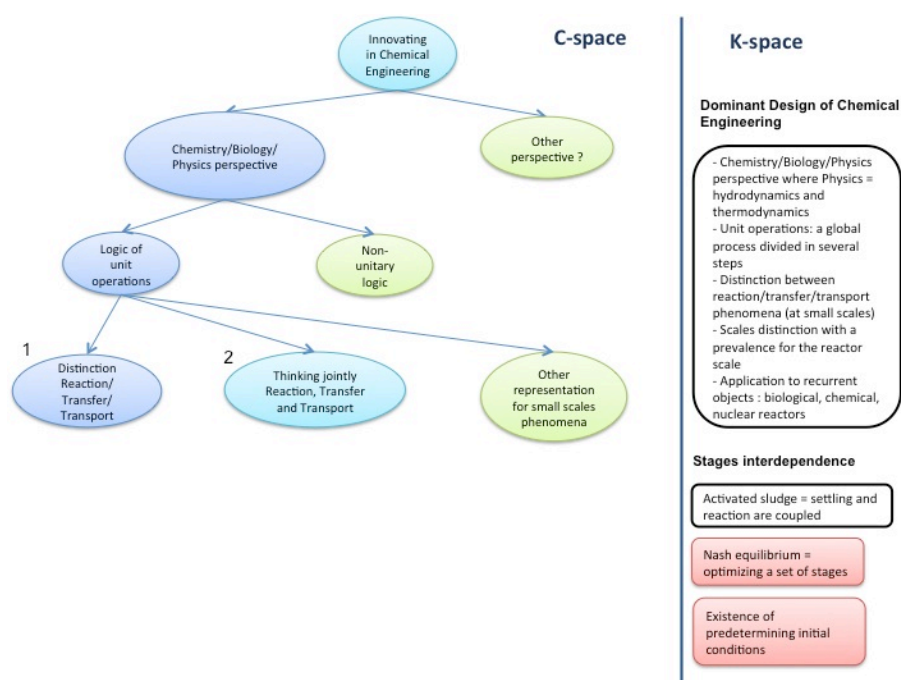 Innovating
in Chemical
Engineering
C-space
K-space
Chemistry/Biology/
Physics perspective
Other
perspective ?
Logic of
unit
operations
Non-
unitary
logic
1
Distinction
Reaction/
Transfer/
Transport
2
Thinking jointly
Reaction, Transfer
and Transport
Other
representation
for small scales
phenomena
Dominant Design of Chemical
Engineering
- Chemistry/Biology/Physics
perspective where Physics =
hydrodynamics and
thermodynamics
- Unit operations: a global
process divided in several
steps
- Distinction between
reaction/transfer/transport
phenomena (at small scales)
- Scales distinction with a
prevalence for the reactor
scale
- Application to recurrent
objects : biological, chemical,
nuclear reactors
Stages interdependence
Activated sludge = settling and
reaction are coupled
Nash equilibrium =
optimizing a set of stages
Existence of
predetermining initial
conditions